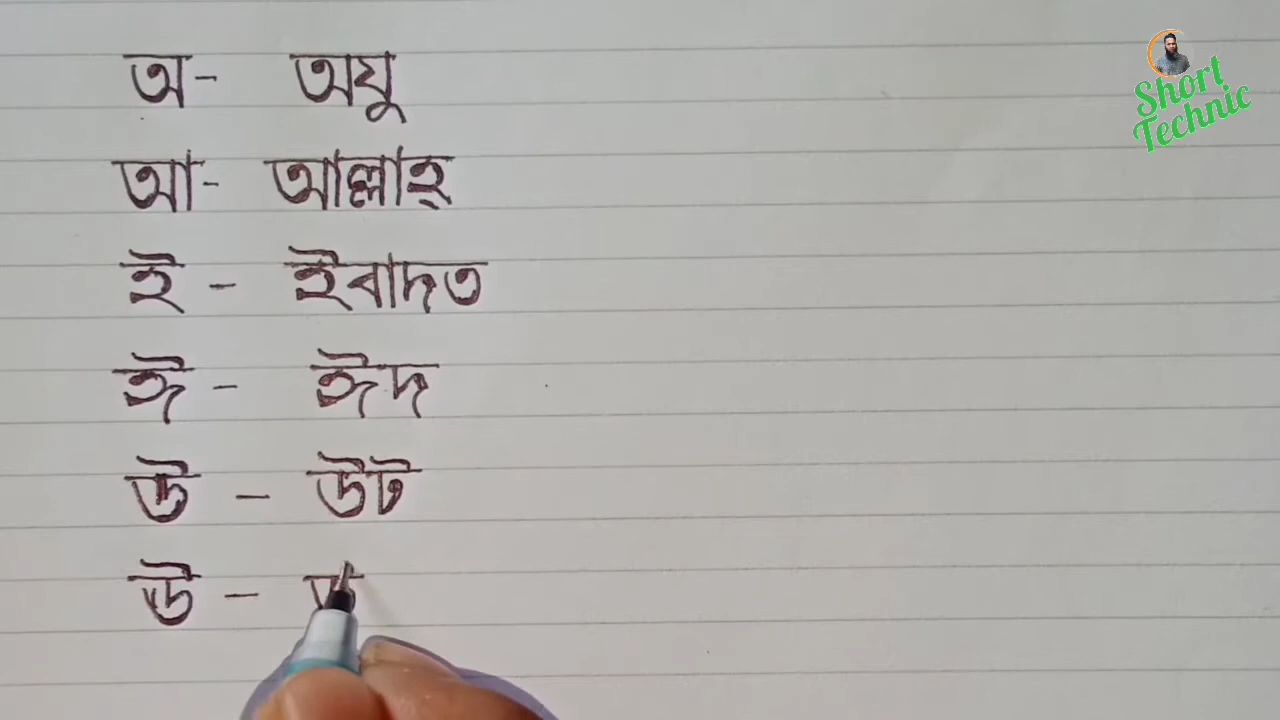 অ- অযু
আ- আল্লাহ্
ই - ইবাদত
ঈ - ঈদ
উ - উট
ঊ -
Short
Technic